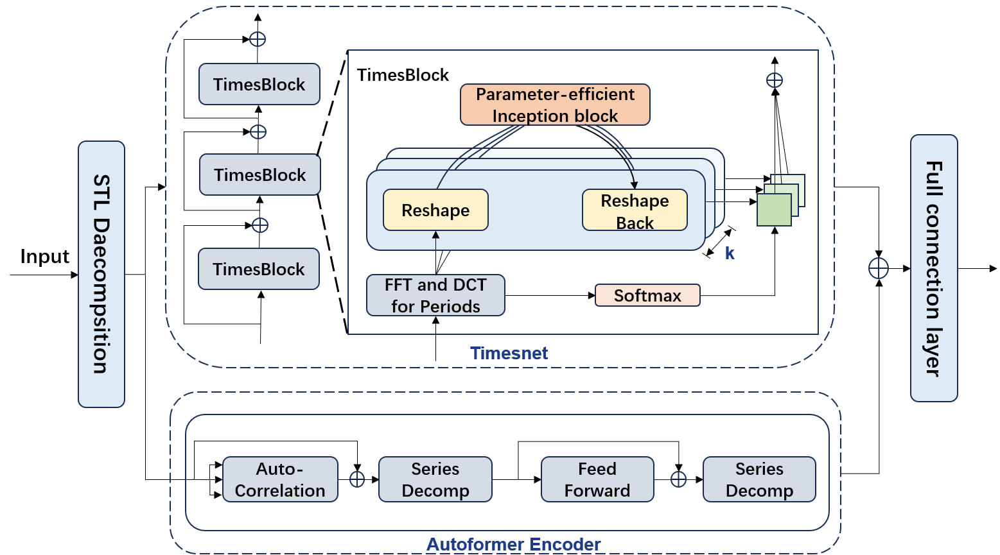 Input
STL Daecompsition
TimesBlock
TimesBlock
TimesBlock
TimesBlock
Parameter-efficient
Inception block
Reshape
Reshape
Back
k
FFT and DCT
for Periods
Softmax
Timesnet
Auto-
Correlation
Series
Decomp
Feed
Forward
Series
Decomp
Autoformer Encoder
Full connection layer